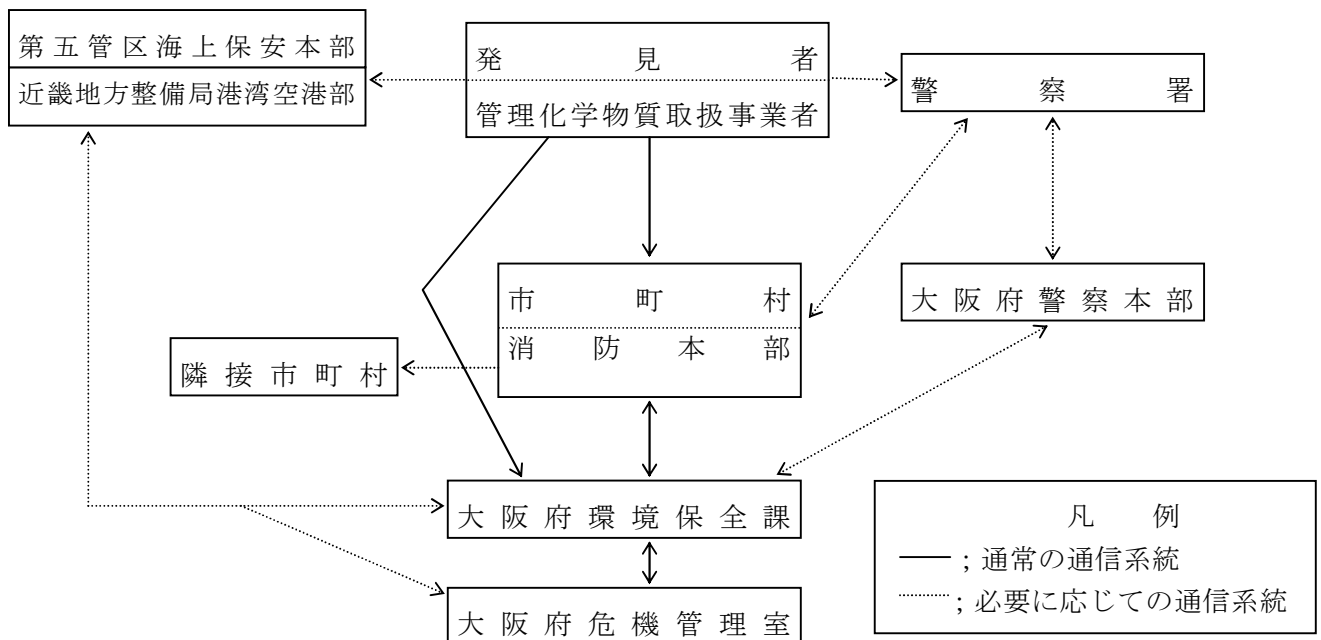 第五管区海上保安本部
近畿地方整備局港湾空港部
発見者
管理化学物質取扱事業者
警察署
市町村
消防本部
大阪府警察本部
隣接市町村
大阪府環境保全課
大阪府危機管理室
凡例
;通常の通信系統
;必要に応じての通信系統